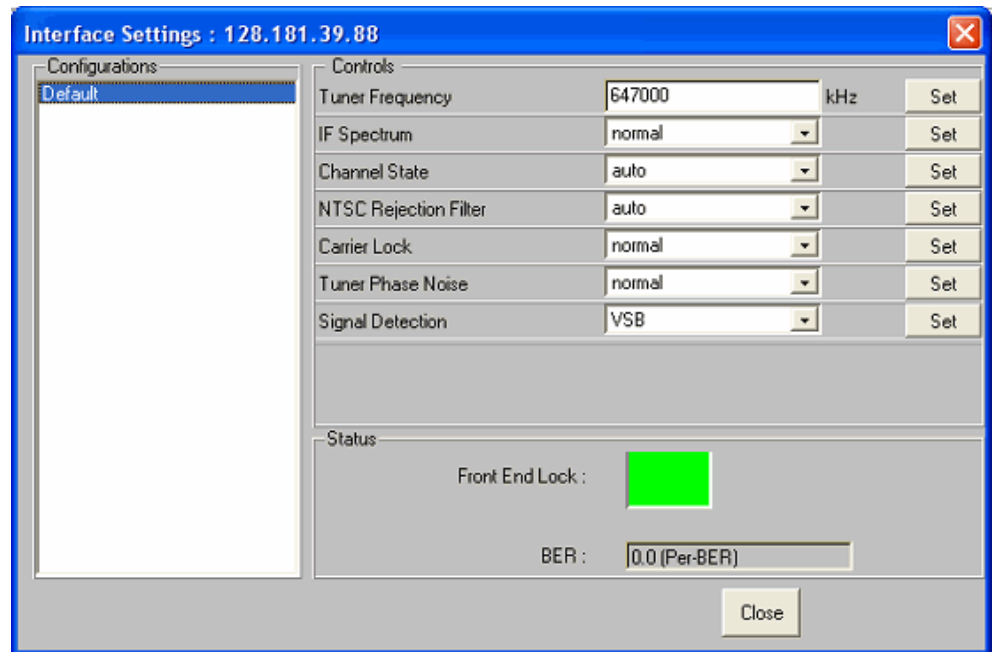 Interface Settings : 128.181.39.88
Configurations
Default
Controls
Tuner Frequency 647000 kHz Set
IF Spectrum normal Set
Channel State auto Set
NTSC Rejection Filter auto Set
Carrier Lock normal Set
Tuner Phase Noise normal Set
Signal Detection VSB Set
Status
Front End Lock :
BER : 0.0 (Per-BER)
Close